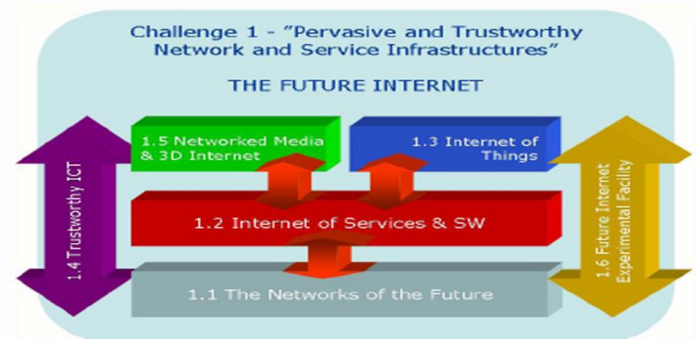 Challenge 1 - "Pervasive and Trustworthy
Network and Service Infrastructures"
THE FUTURE INTERNET
1.5 Networked Media
& 3D Internet
1.3 Internet of
Things
1.4 Trustworthy ICT
1.2 Internet of Services & SW
1.6 Future Internet
Experimental Facility
1.1 The Networks of the Future